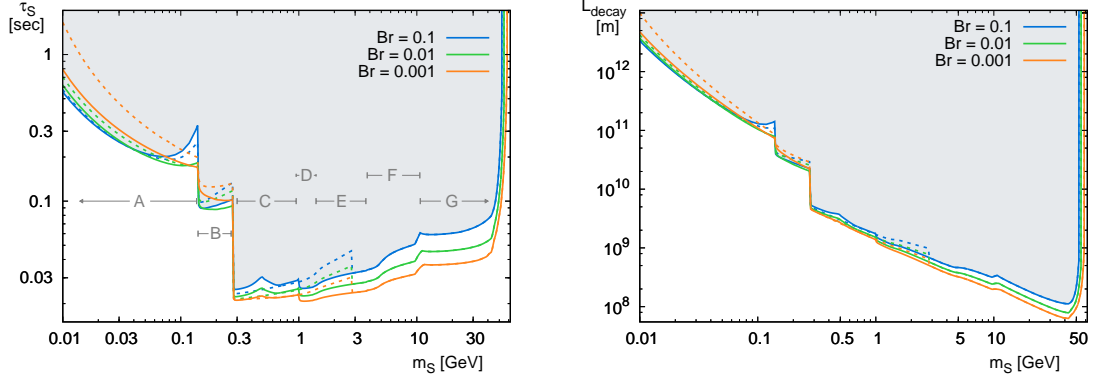 τS
[sec]
Br = 0.1
Br = 0.01
Br = 0.001
1
0.3
0.1
0.03
A
B
C
D
E
F
G
0.01
0.03
0.1
0.3
1
3
10
30
mS [GeV]
Ldecay
[m]
Br = 0.1
Br = 0.01
Br = 0.001
10^12
10^11
10^10
10^9
10^8
0.01
0.1
0.5
1
5
10
50
mS [GeV]